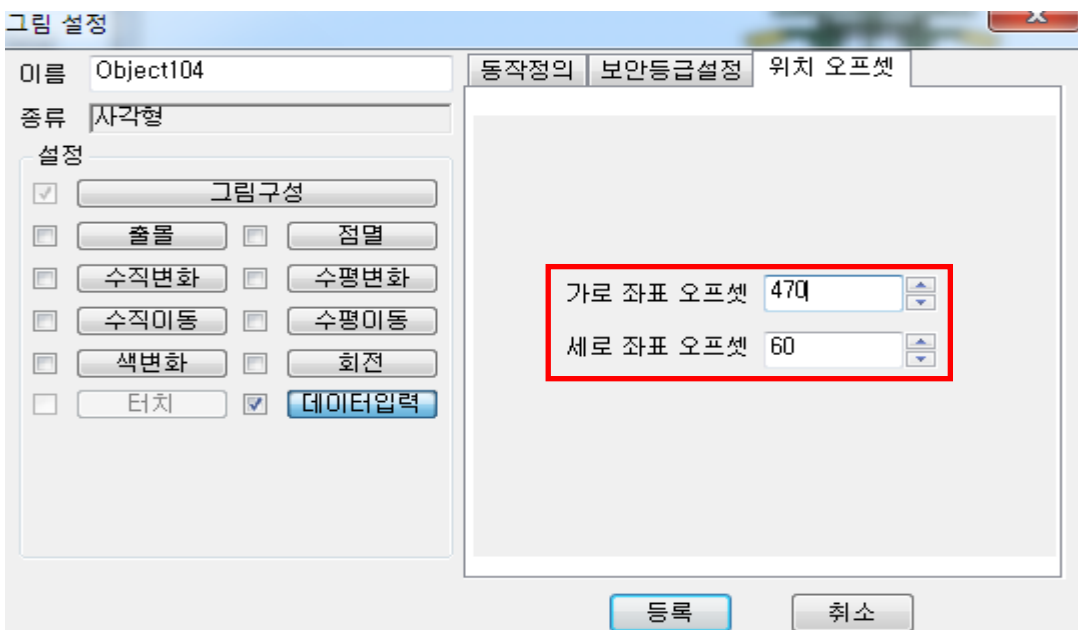 그림 설정
이름 Object104
종류 사각형
설정
그림구성
출몰 점멸
수직변화 수평변화
수직이동 수평이동
색변화 회전
터치 데이터입력
동작정의 보안등급설정 위치 오프셋
가로 좌표 오프셋 470
세로 좌표 오프셋 60
등록 취소